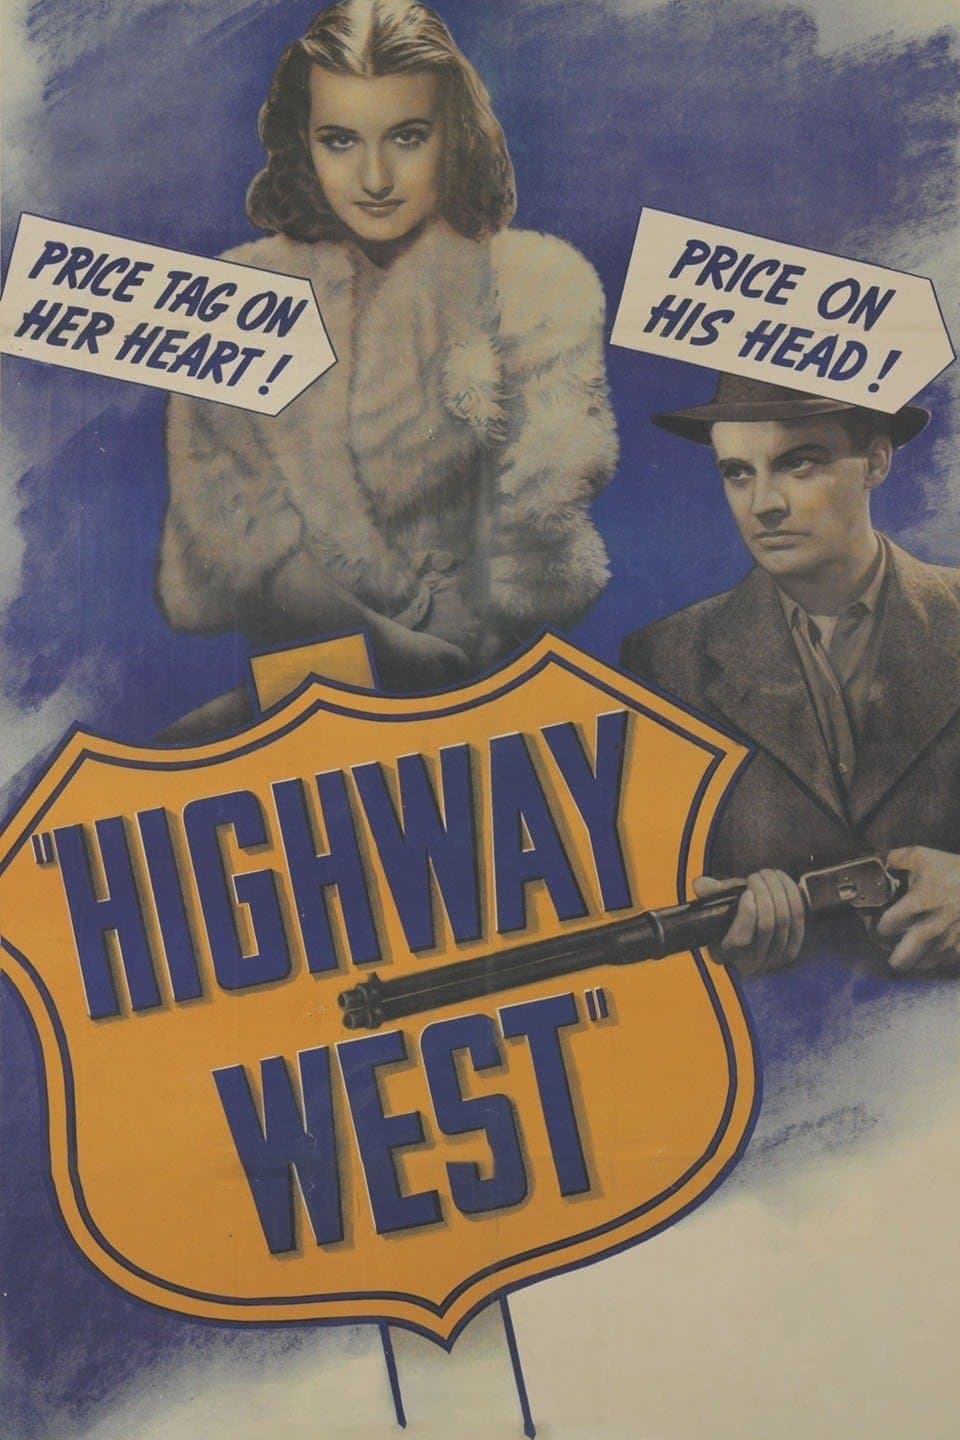 PRICE TAG ON
HER HEART!
PRICE ON
HIS HEAD!
"HIGHWAY
WEST"